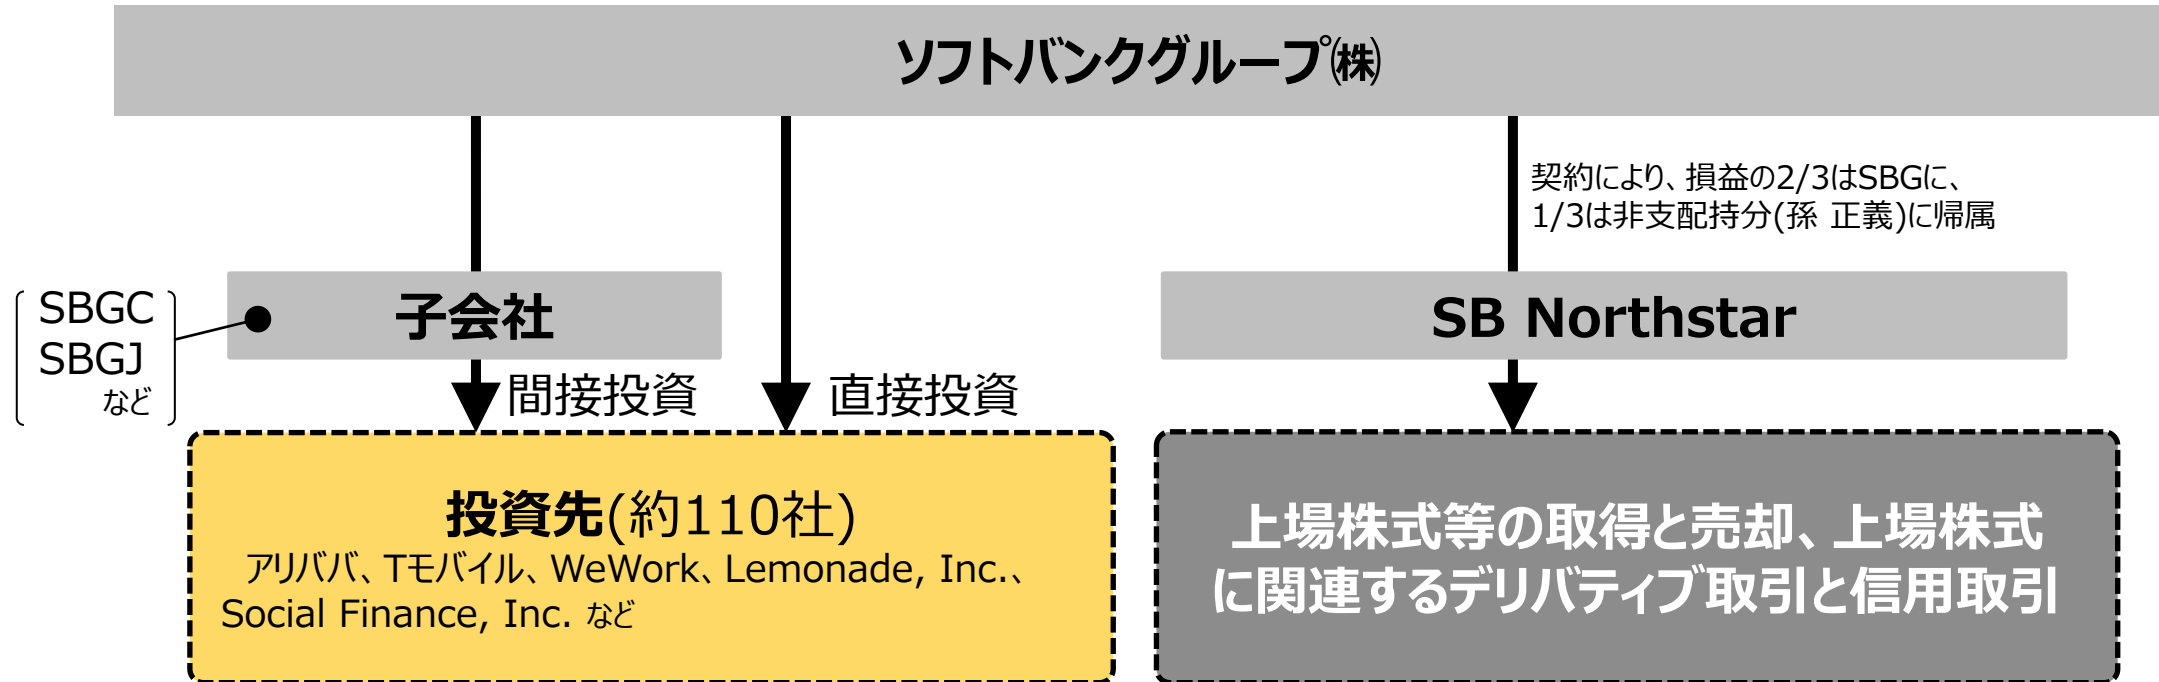 ソフトバンクグループ㈱
契約により、損益の2/3はSBGに、
1/3は非支配持分(孫 正義)に帰属
SBGC
SBGJ
など
子会社
SB Northstar
間接投資
直接投資
投資先(約110社)
アリババ、Tモバイル、WeWork、Lemonade, Inc.、
Social Finance, Inc. など
上場株式等の取得と売却、上場株式
に関連するデリバティブ取引と信用取引